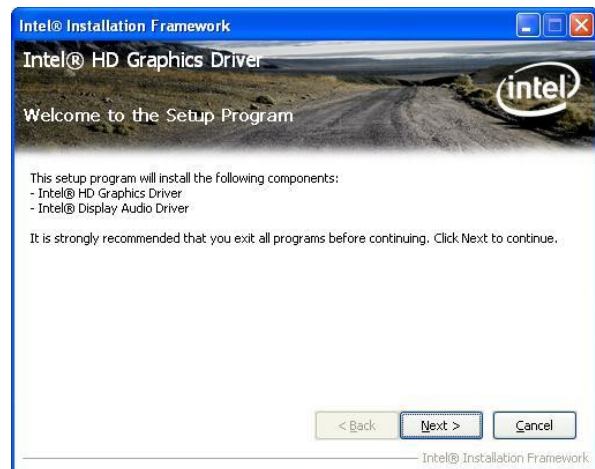 Intel® Installation Framework
Intel® HD Graphics Driver
intel
Welcome to the Setup Program
This setup program will install the following components:
- Intel® HD Graphics Driver
- Intel® Display Audio Driver
It is strongly recommended that you exit all programs before continuing. Click Next to continue.
< Back Next > Cancel
Intel® Installation Framework